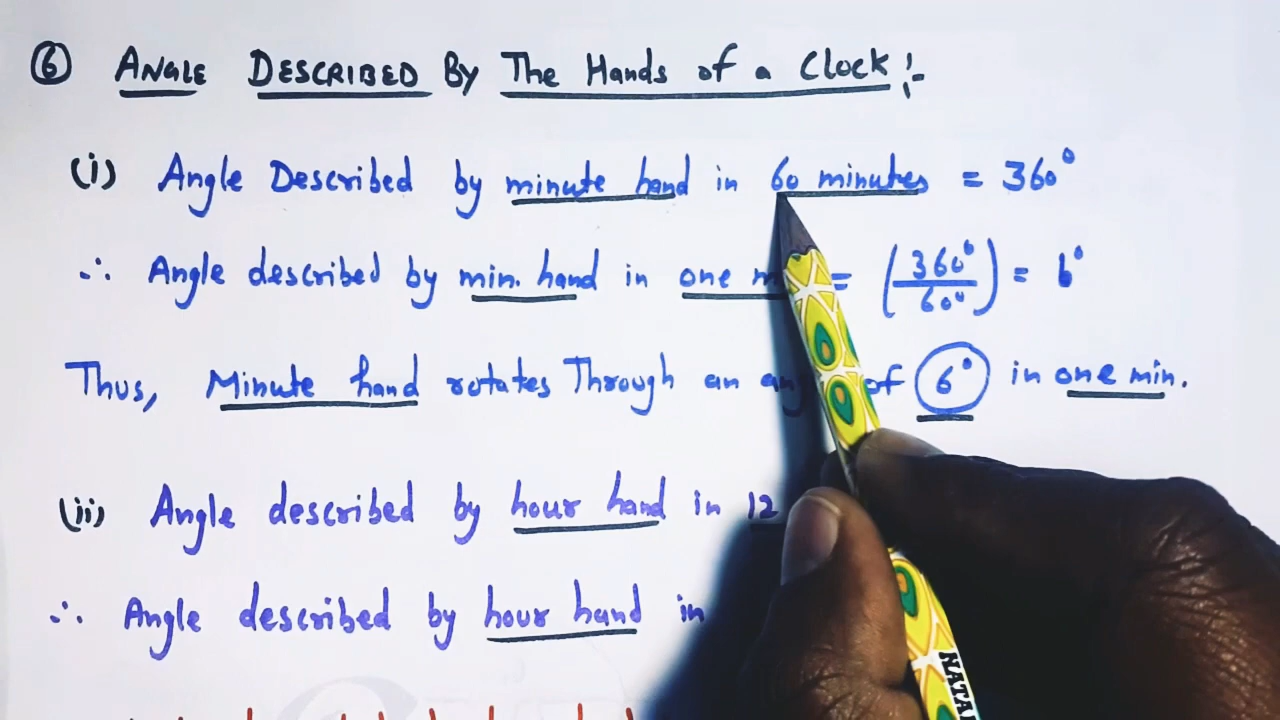 6 ANGLE DESCRIBED By The Hands of a Clock :-
(i) Angle Described by minute hand in 60 minutes = 360°
∴ Angle described by min. hand in one m = (360°/60°) = 6°
Thus, Minute hand rotates Through an an of 6° in one min.
(ii) Angle described by hour hand in 12
∴ Angle described by hour hand in
NATAR